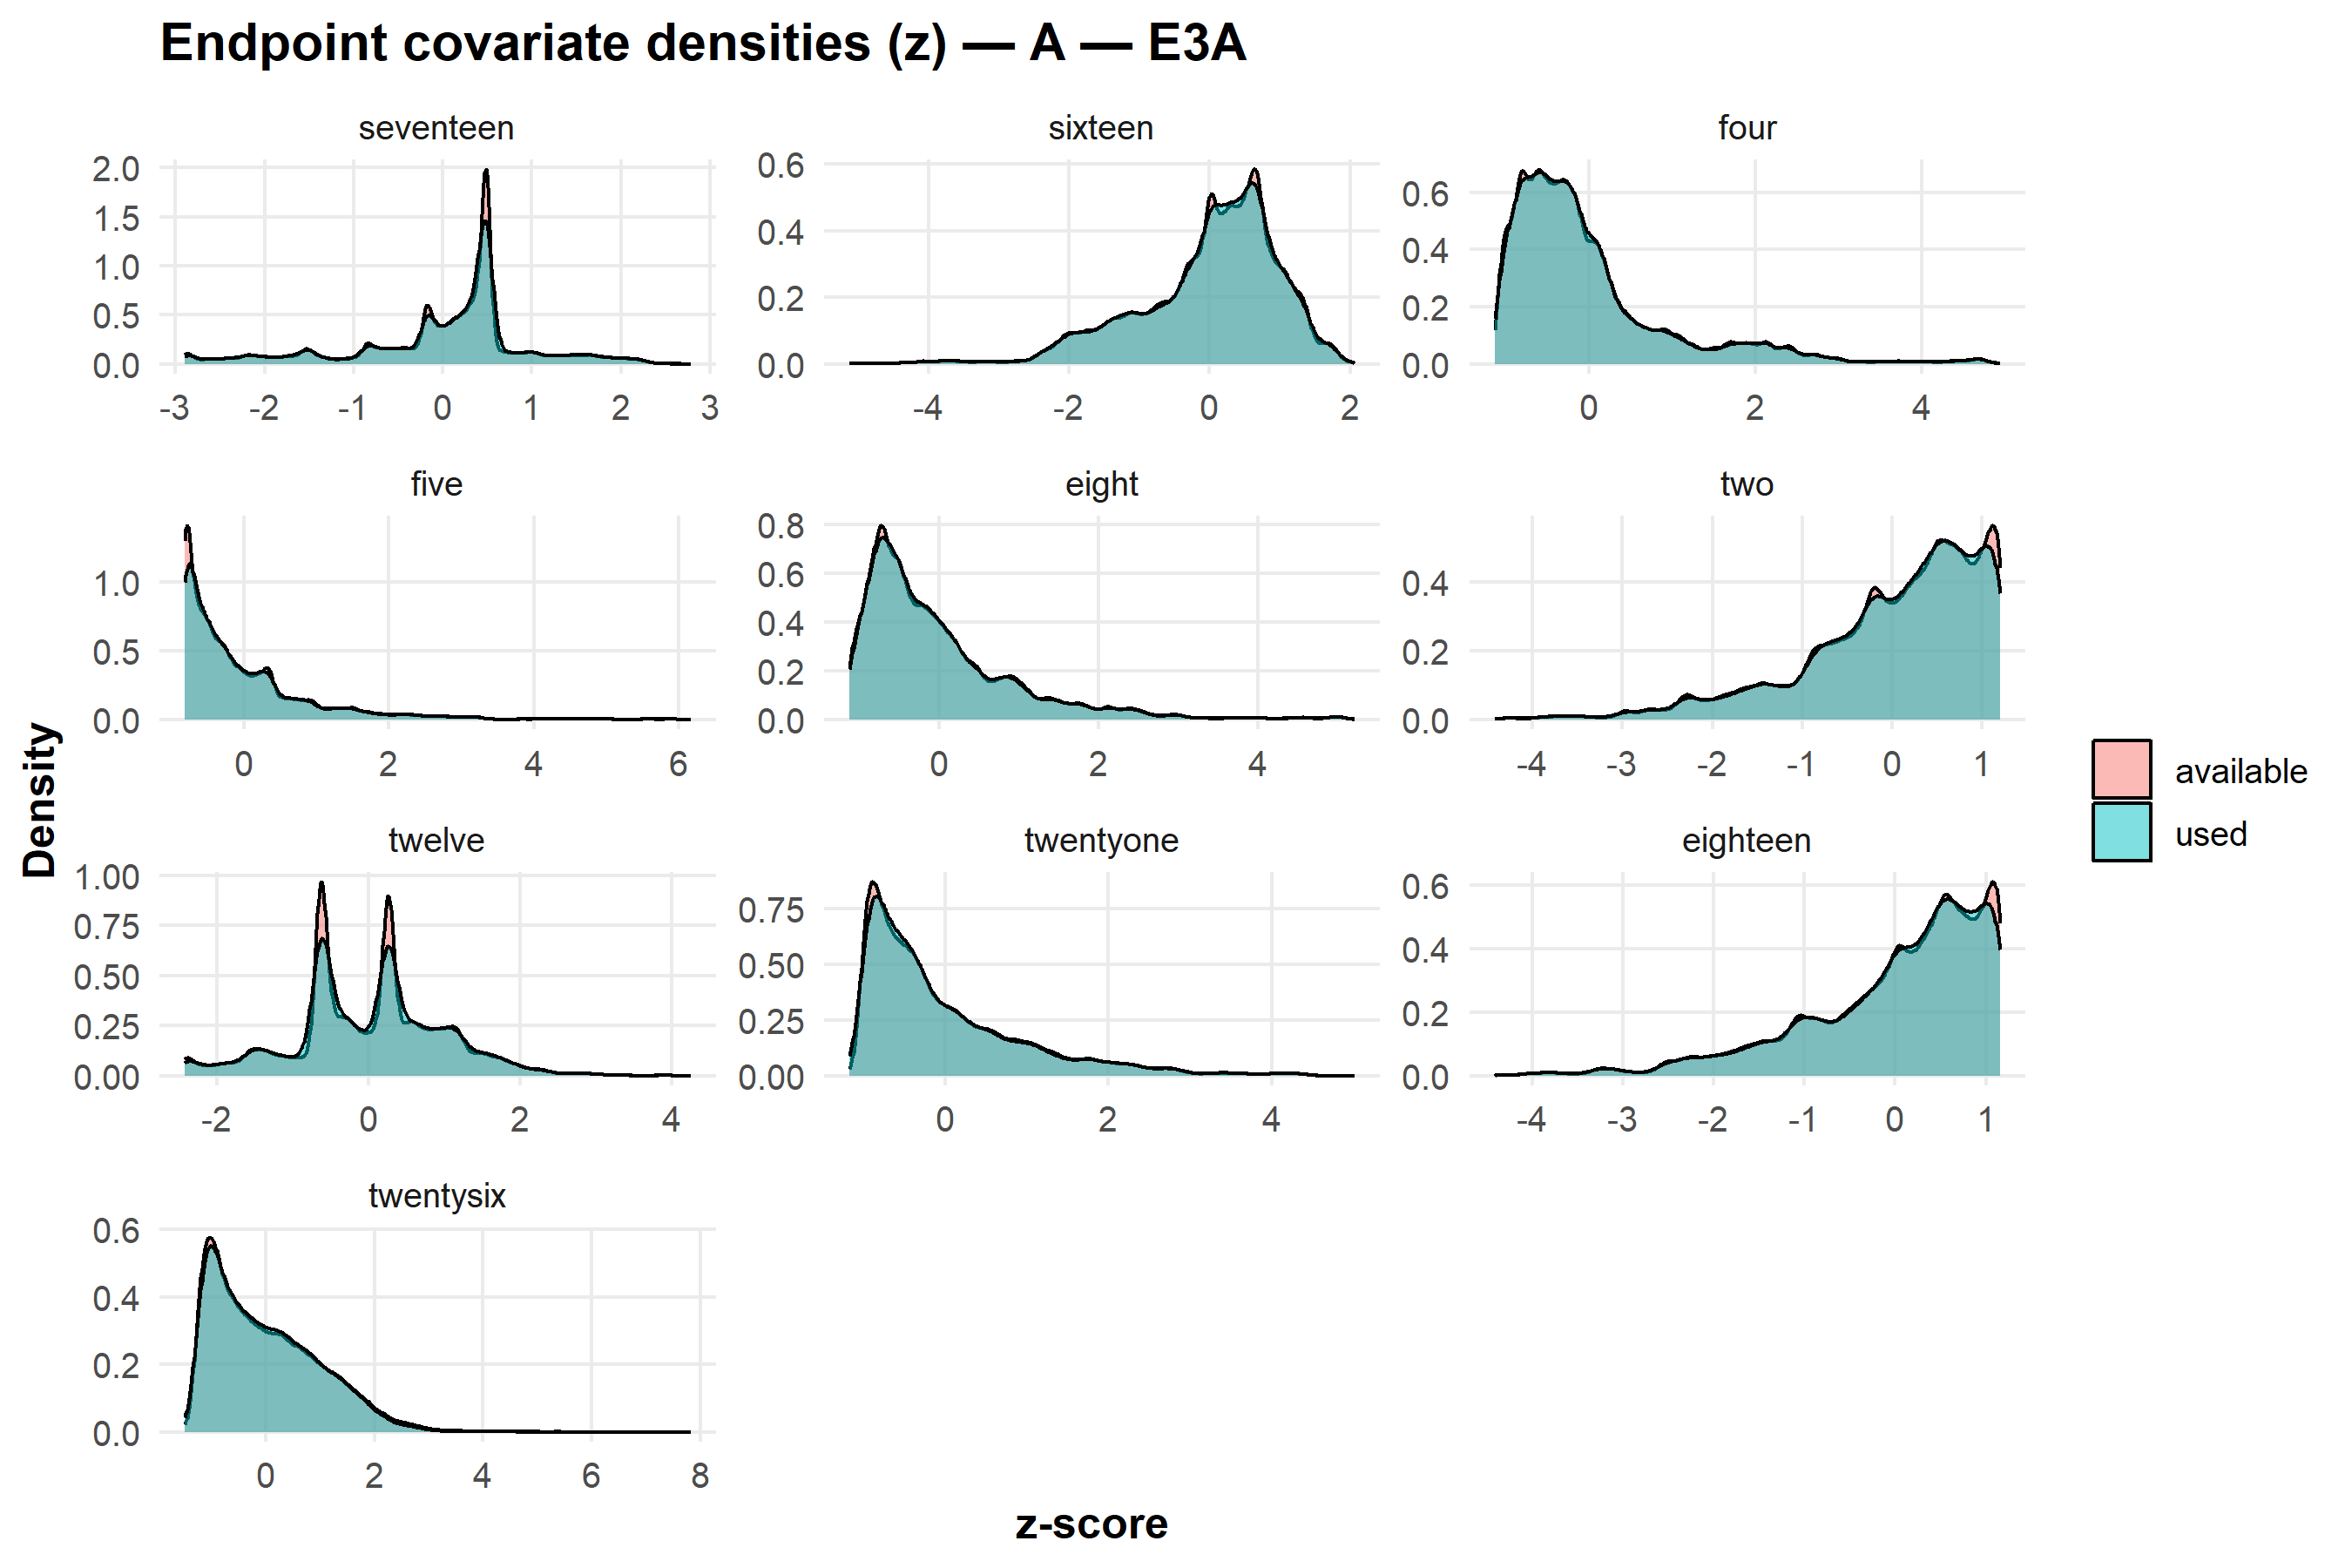 Endpoint covariate densities (z) — A — E3A
seventeen
sixteen
four
2.0
1.5
1.0
0.5
0.0
-3 -2 -1 0 1 2 3
0.6
0.4
0.2
0.0
-4 -2 0 2
0.6
0.4
0.2
0.0
0 2 4
five
eight
two
1.0
0.5
0.0
0 2 4 6
0.8
0.6
0.4
0.2
0.0
0 2 4
0.4
0.2
0.0
-4 -3 -2 -1 0 1
twelve
twentyone
eighteen
1.00
0.75
0.50
0.25
0.00
-2 0 2 4
0.75
0.50
0.25
0.00
0 2 4
0.6
0.4
0.2
0.0
-4 -3 -2 -1 0 1
twentysix
0.6
0.4
0.2
0.0
0 2 4 6 8
Density
z-score
available
used